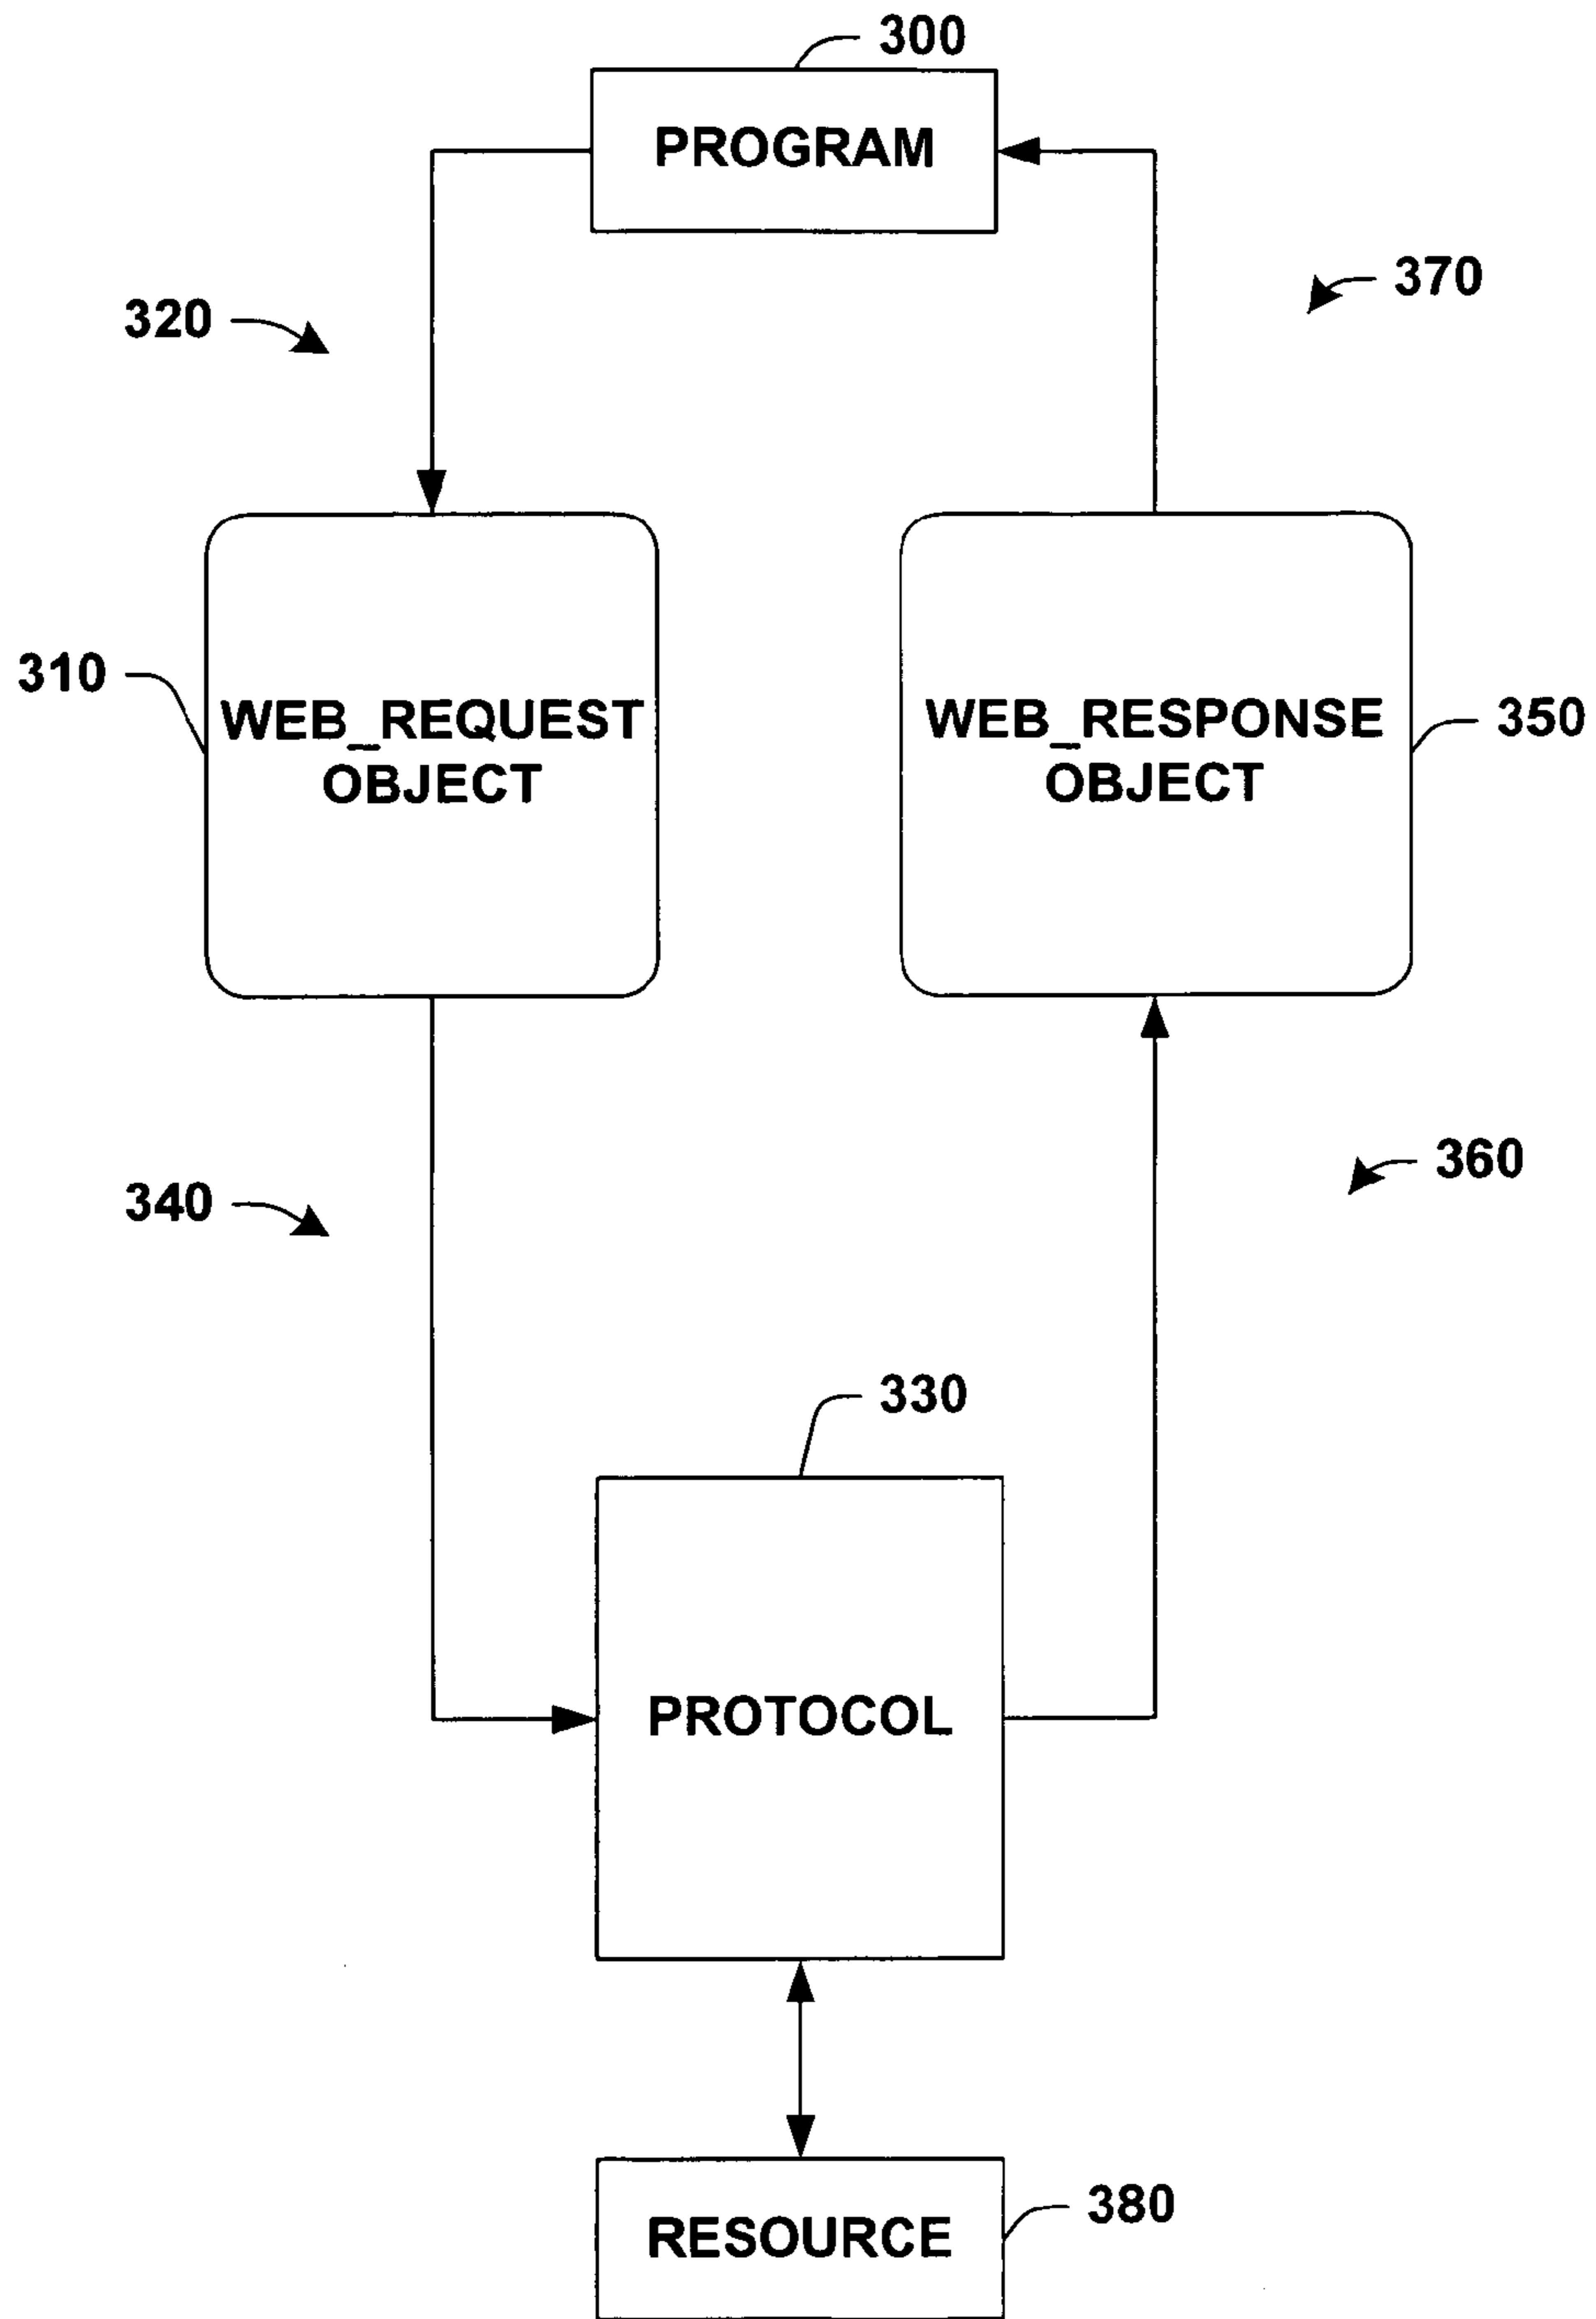 300
PROGRAM
370
320
310
WEB_REQUEST
OBJECT
WEB_RESPONSE
OBJECT
350
360
340
330
PROTOCOL
380
RESOURCE